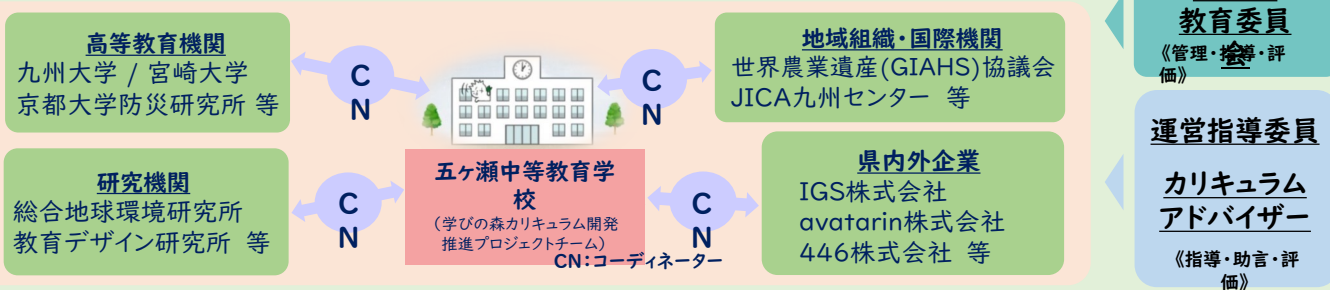 高等教育機関
九州大学 / 宮崎大学
京都大学防災研究所 等
C
N
C
N
地域組織・国際機関
世界農業遺産(GIAHS)協議会
JICA九州センター 等
研究機関
総合地球環境研究所
教育デザイン研究所 等
C
N
五ヶ瀬中等教育学
校
(学びの森カリキュラム開発
推進プロジェクトチーム)
CN:コーディネーター
C
N
県内外企業
IGS株式会社
avatarin株式会社
446株式会社 等
教育委員
会
《管理・指導・評
価》
運営指導委員
カリキュラム
アドバイザー
《指導・助言・評
価》